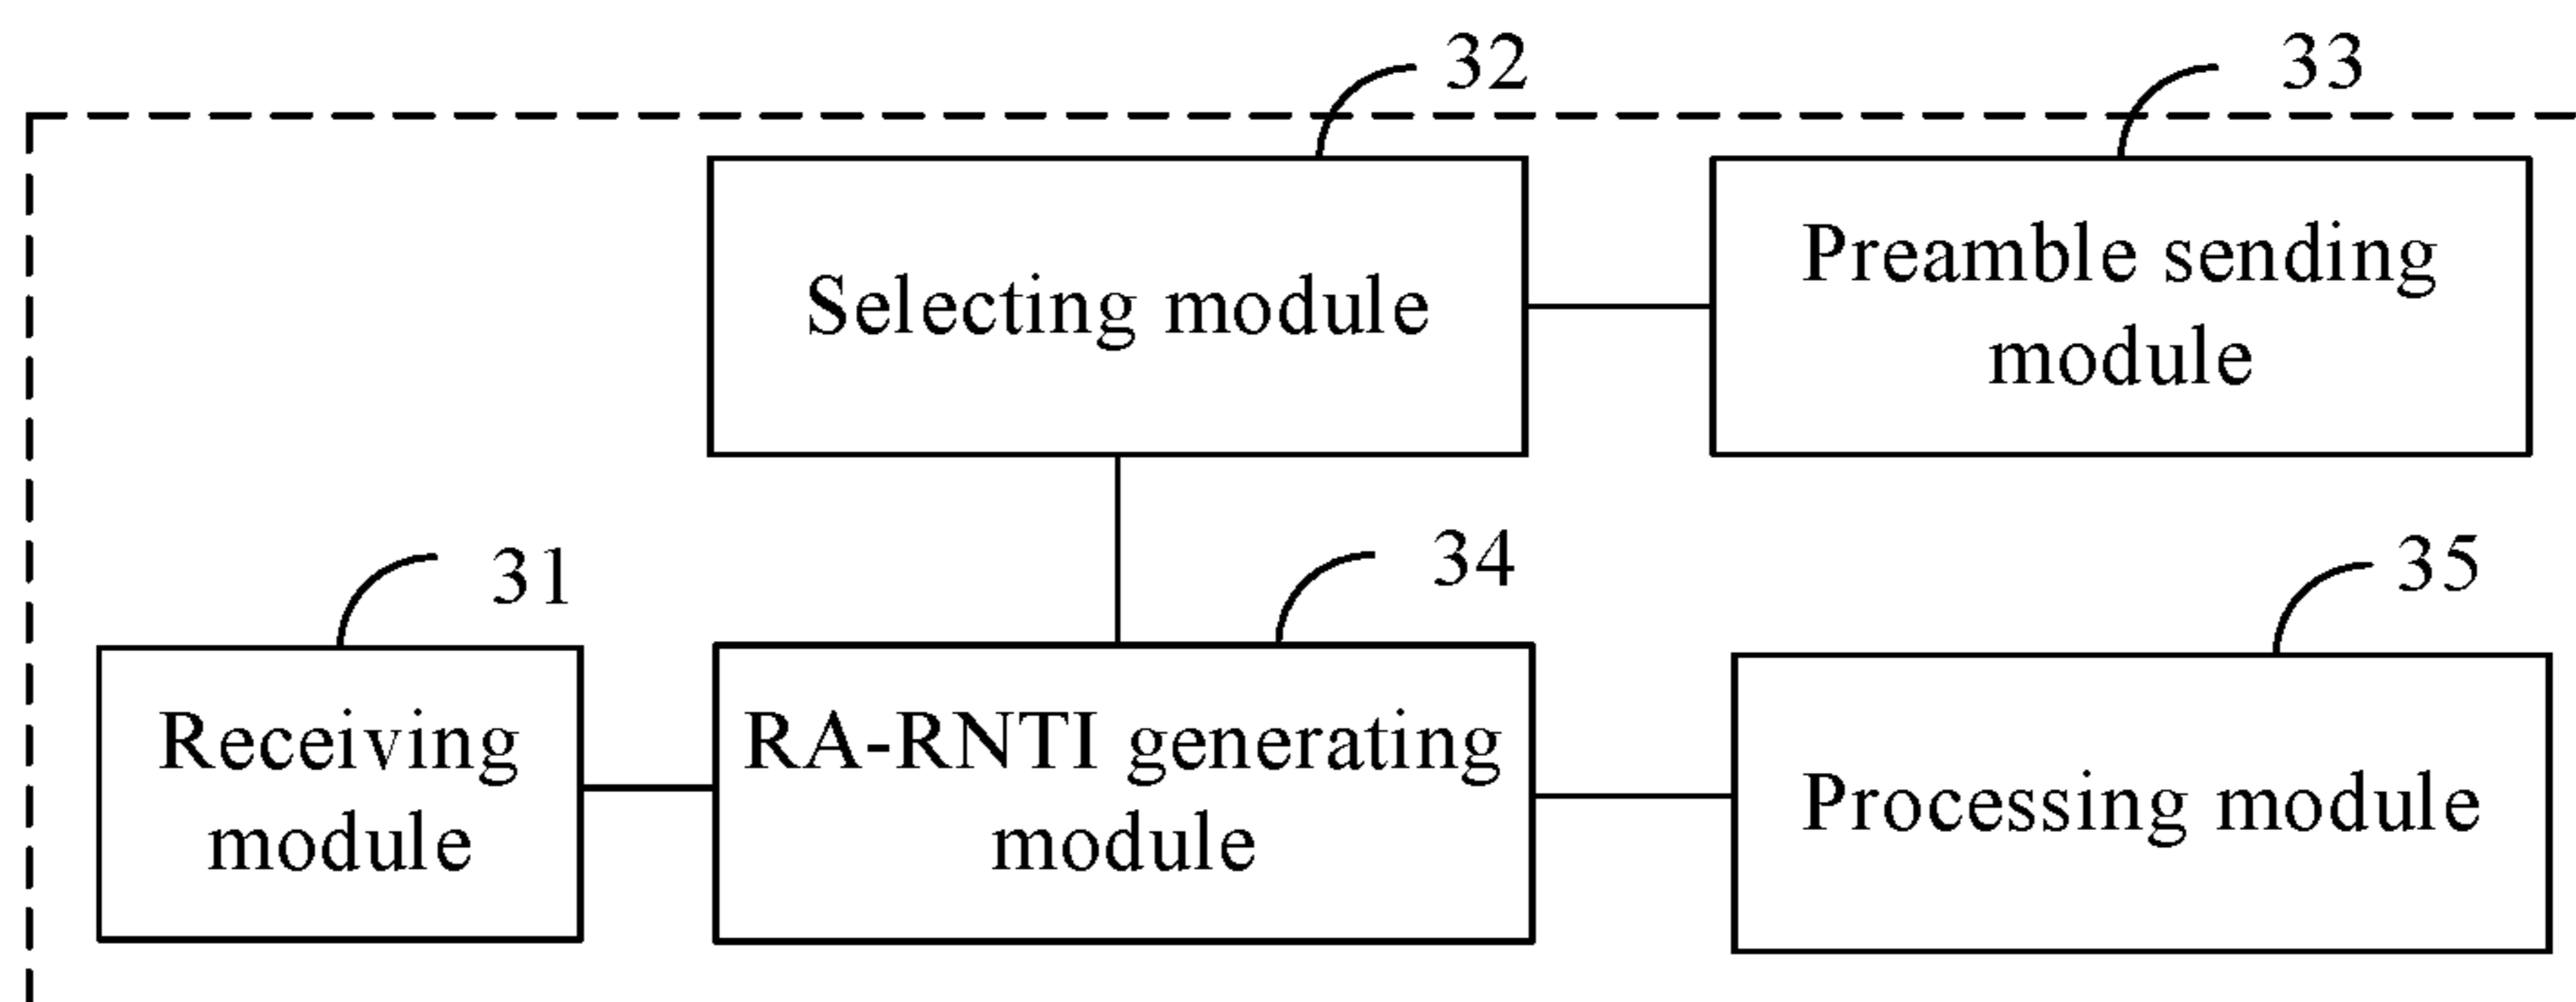 32
33
Selecting module
Preamble sending
module
31
34
35
Receiving
module
RA-RNTI generating
module
Processing module